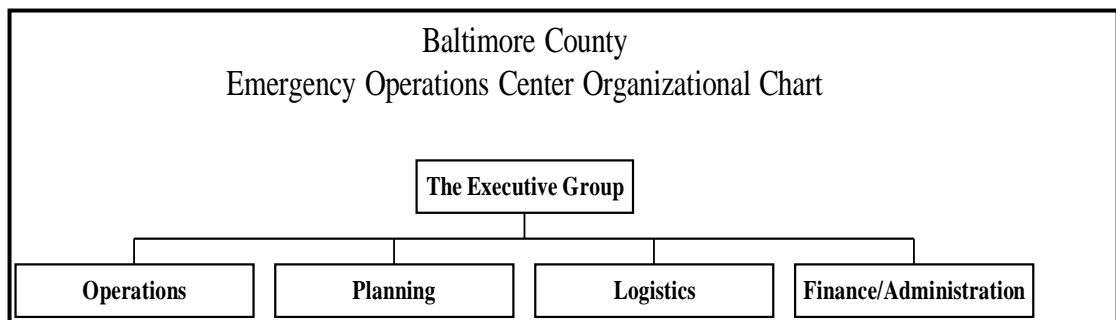 Baltimore County
Emergency Operations Center Organizational Chart
The Executive Group
Operations
Planning
Logistics
Finance/Administration